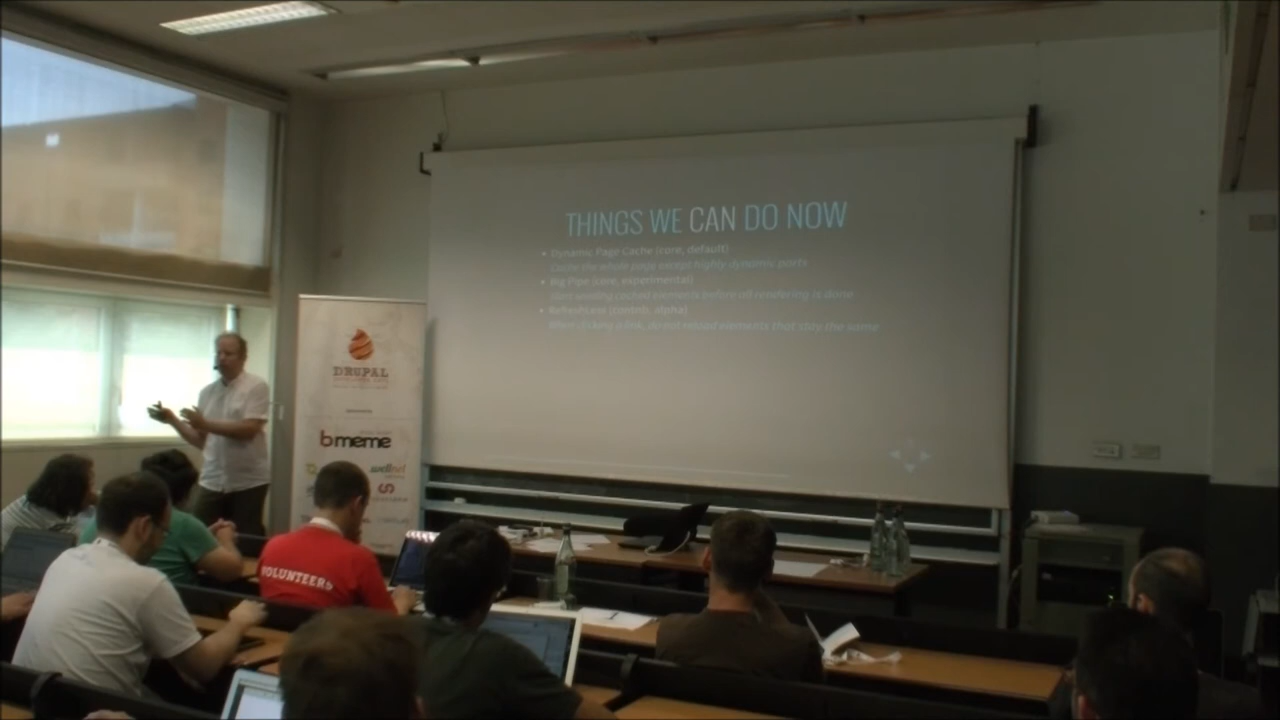 THINGS WE CAN DO NOW
Dynamic Page Cache (core, default)
Cache the whole page except highly dynamic parts
Big Pipe (core, experimental)
Start sending cached elements before all rendering is done
Refreshless (contrib, alpha)
When clicking a link, do not reload elements that stay the same
DRUPAL
bmeme
wellnet
VOLUNTEERS